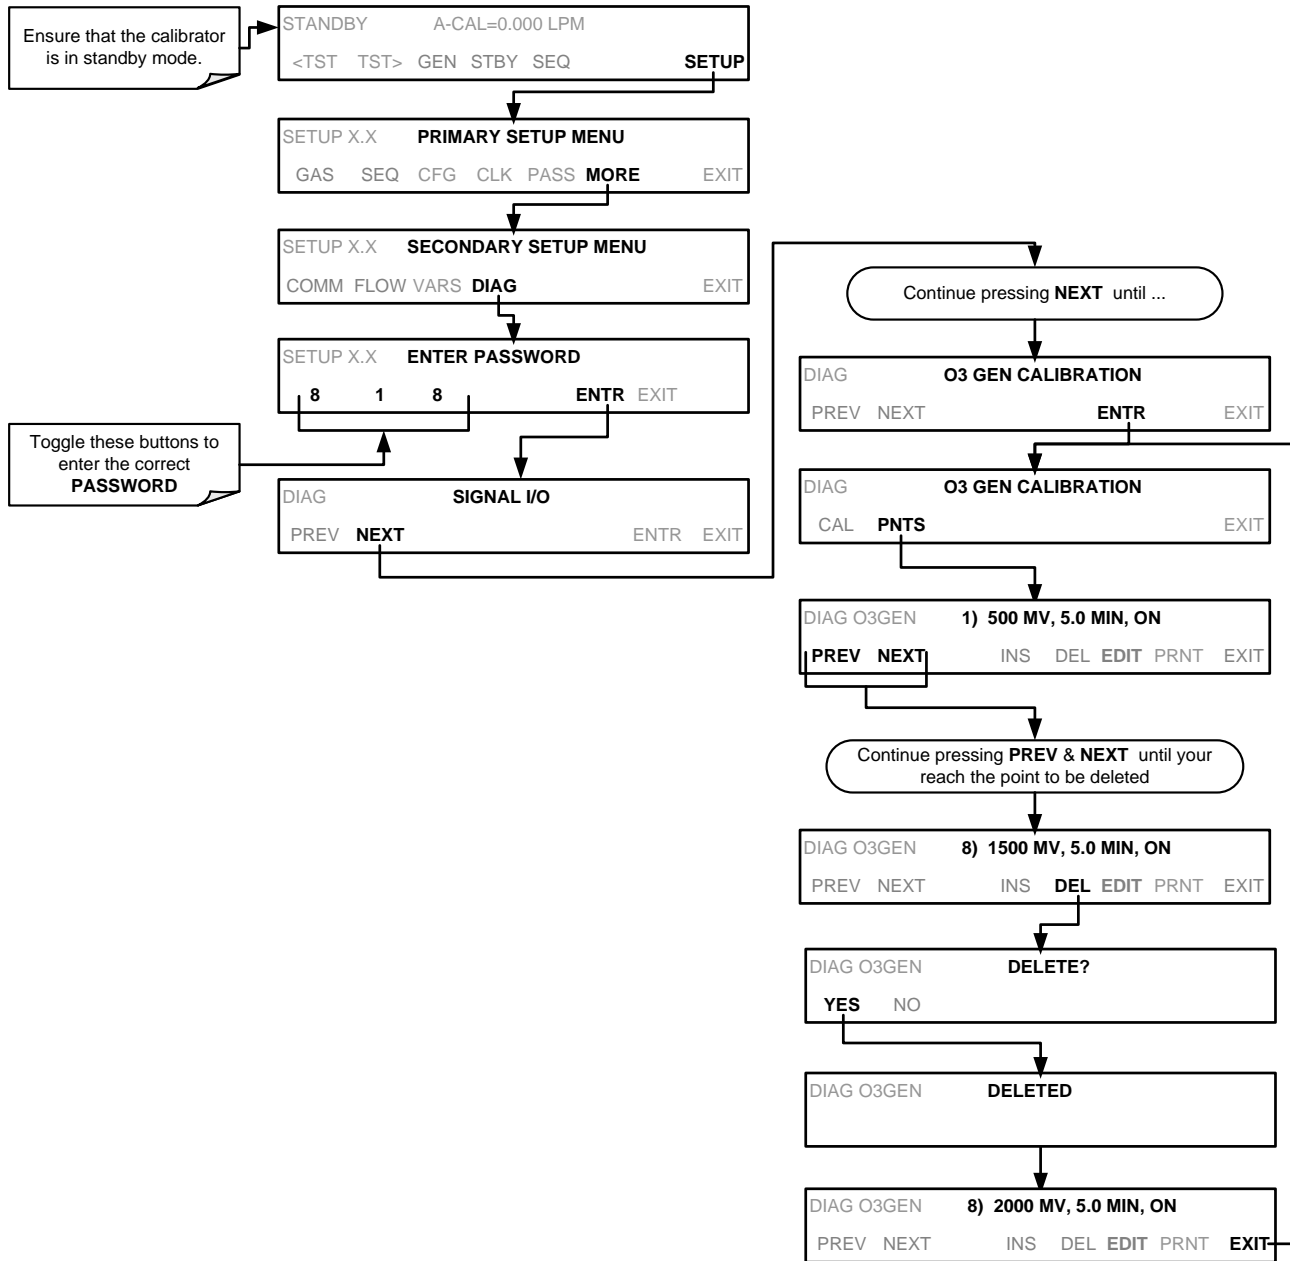 Ensure that the calibrator
is in standby mode.
STANDBY A-CAL=0.000 LPM
<TST TST> GEN STBY SEQ SETUP
SETUP X.X PRIMARY SETUP MENU
GAS SEQ CFG CLK PASS MORE EXIT
SETUP X.X SECONDARY SETUP MENU
COMM FLOW VARS DIAG EXIT
SETUP X.X ENTER PASSWORD
8 1 8 ENTR EXIT
Toggle these buttons to
enter the correct
PASSWORD
DIAG SIGNAL I/O
PREV NEXT ENTR EXIT
Continue pressing NEXT until ...
DIAG O3 GEN CALIBRATION
PREV NEXT ENTR EXIT
DIAG O3 GEN CALIBRATION
CAL PNTS EXIT
DIAG O3GEN 1) 500 MV, 5.0 MIN, ON
PREV NEXT INS DEL EDIT PRNT EXIT
Continue pressing PREV & NEXT until your
reach the point to be deleted
DIAG O3GEN 8) 1500 MV, 5.0 MIN, ON
PREV NEXT INS DEL EDIT PRNT EXIT
DIAG O3GEN DELETE?
YES NO
DIAG O3GEN DELETED
DIAG O3GEN 8) 2000 MV, 5.0 MIN, ON
PREV NEXT INS DEL EDIT PRNT EXIT